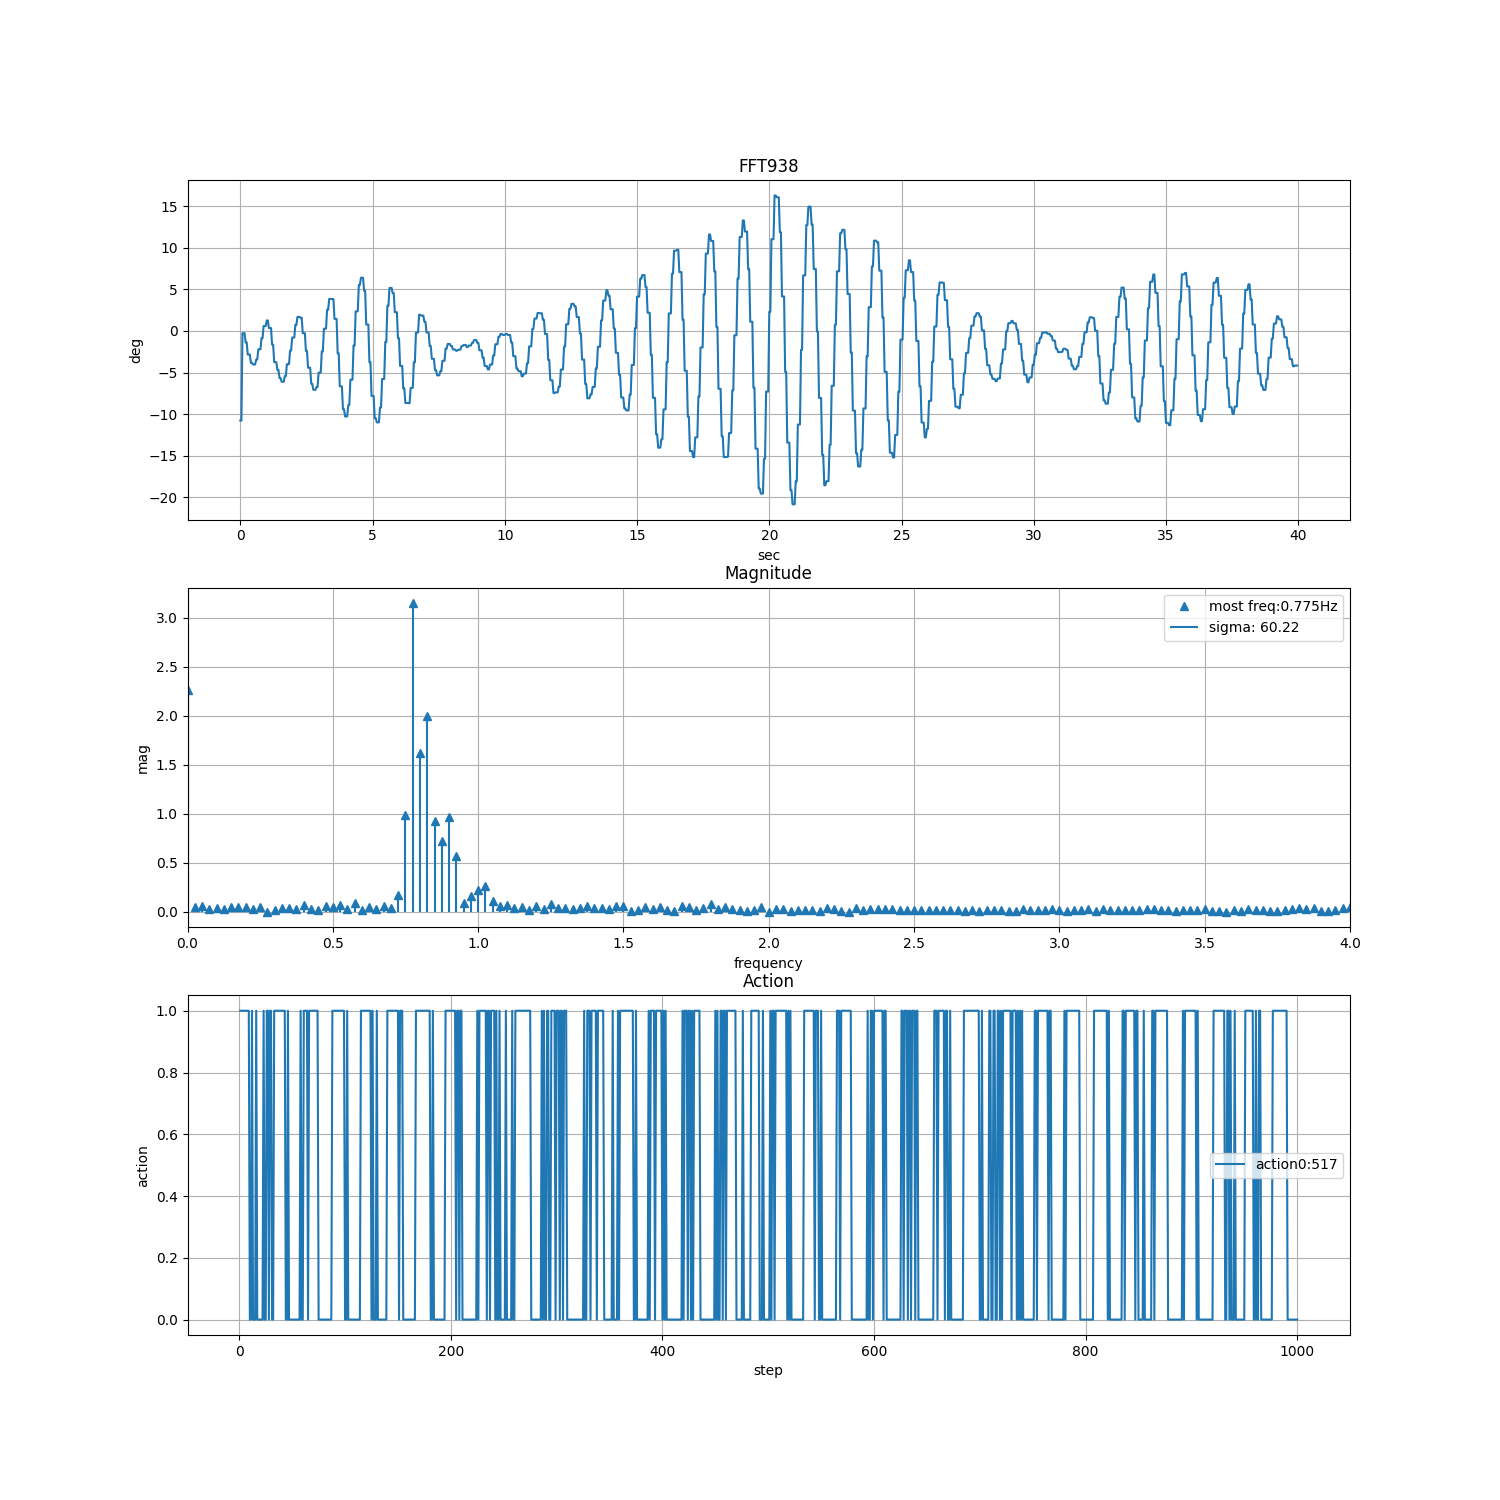 FFT938
15
10
5
0
−5
−10
−15
−20
deg
0 5 10 15 20 25 30 35 40
sec
Magnitude
most freq:0.775Hz
sigma: 60.22
3.0
2.5
2.0
1.5
1.0
0.5
0.0
mag
0.0 0.5 1.0 1.5 2.0 2.5 3.0 3.5 4.0
frequency
Action
1.0
0.8
0.6
0.4
0.2
0.0
action
action0:517
0 200 400 600 800 1000
step